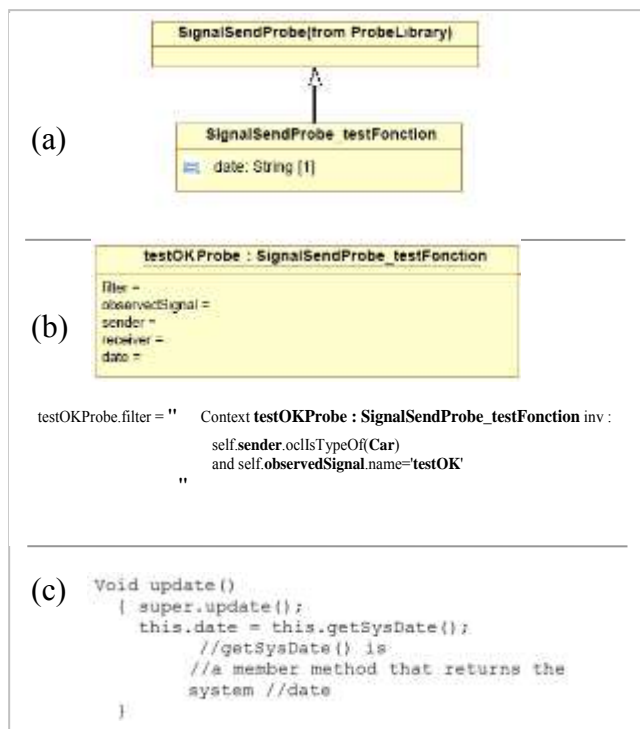 SignalSendProbe(from ProbeLibrary)
(a)
SignalSendProbe_testFonction
date: String [1]
testOKProbe : SignalSendProbe_testFonction
filter =
observedSignal =
(b)
sender =
receiver =
date =
testOKProbe.filter = " Context testOKProbe : SignalSendProbe_testFonction inv :
self.sender.oclIsTypeOf(Car)
and self.observedSignal.name='testOK'
"
(c)
Void update()
{ super.update();
this.date = this.getSysDate();
//getSysDate() is
//a member method that returns the
system //date
}